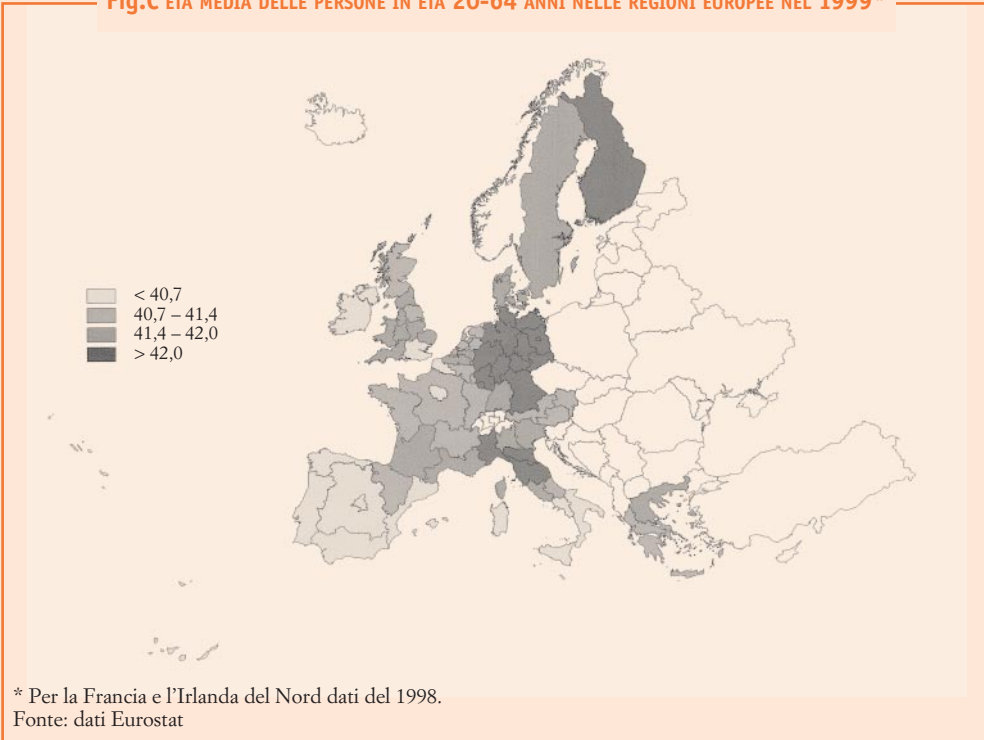 Fig.C ETÀ MEDIA DELLE PERSONE IN ETÀ 20-64 ANNI NELLE REGIONI EUROPEE NEL 1999*
< 40,7
40,7 – 41,4
41,4 – 42,0
> 42,0
* Per la Francia e l’Irlanda del Nord dati del 1998.
Fonte: dati Eurostat